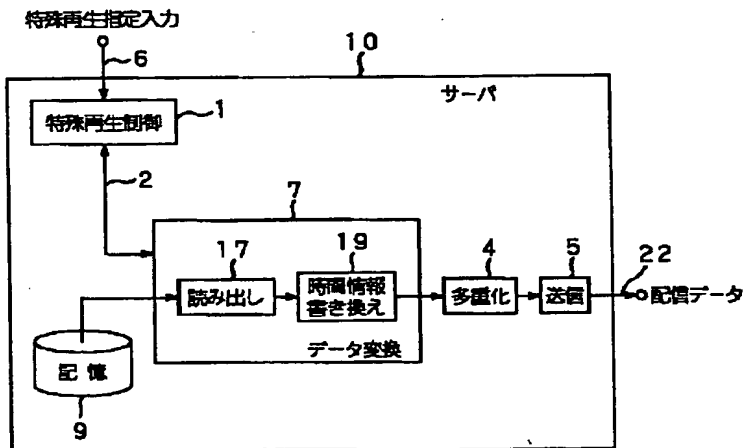 特殊再生指定入力
6
10
サーバ
特殊再生制御
1
2
7
17
19
4
5
22
読み出し
時間情報
書き換え
多重化
送信
配信データ
データ変換
記憶
9